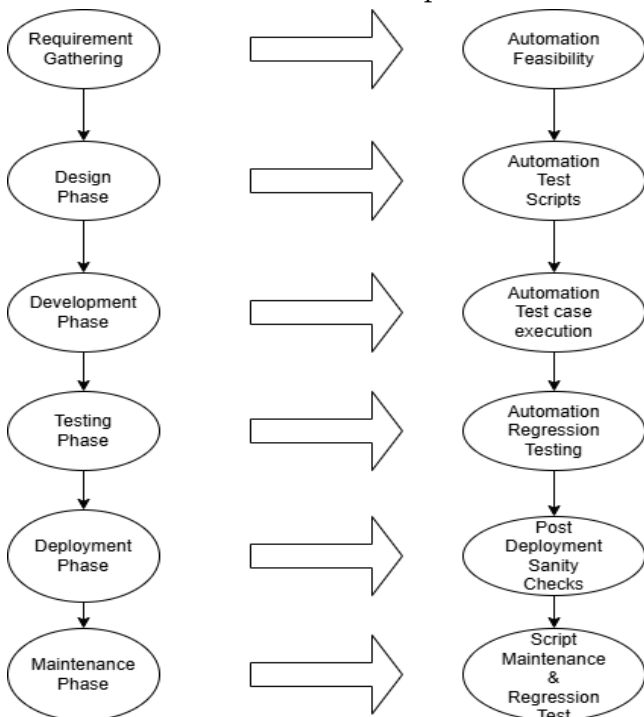 Requirement
Gathering
Automation
Feasibility
Design
Phase
Automation
Test
Scripts
Development
Phase
Automation
Test case
execution
Testing
Phase
Automation
Regression
Testing
Deployment
Phase
Post
Deployment
Sanity
Checks
Maintenance
Phase
Script
Maintenance
&
Regression
Test